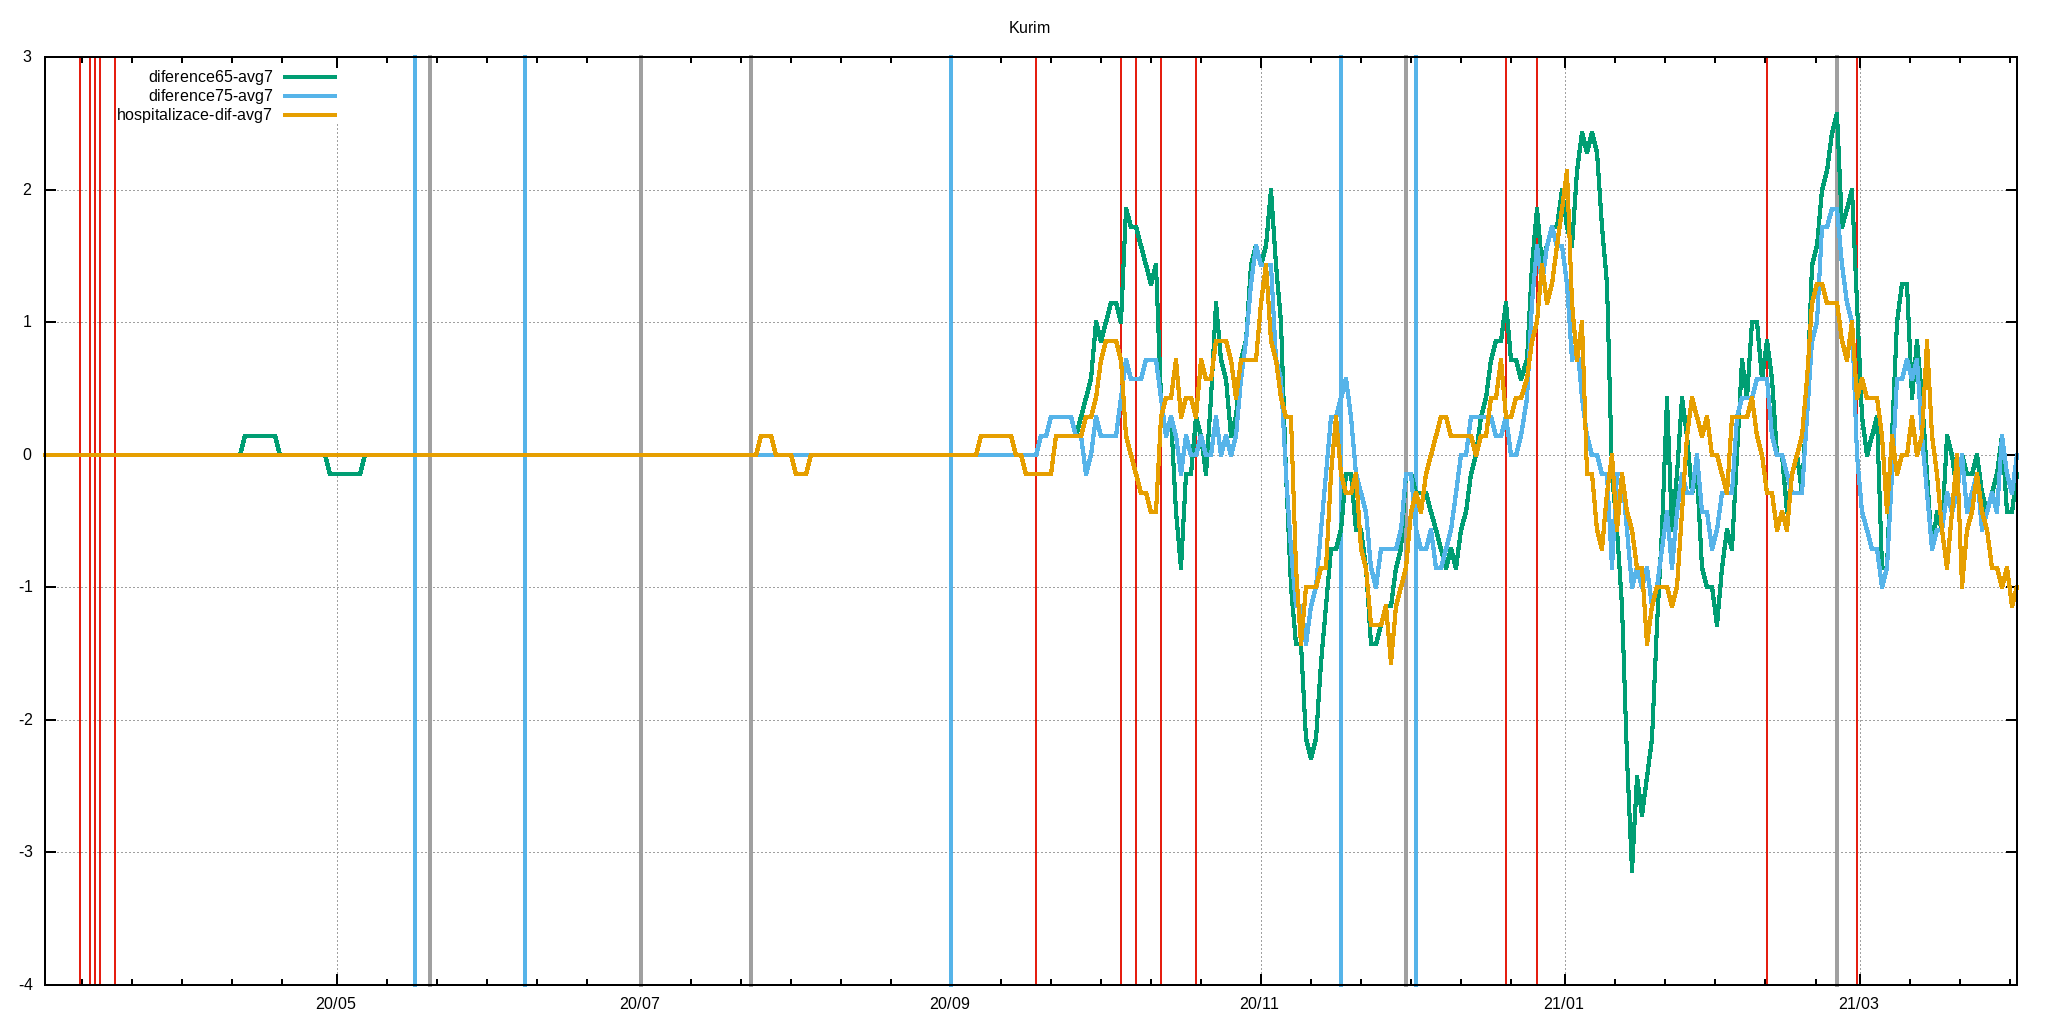 Kurim
3
diference65-avg7
diference75-avg7
hospitalizace-dif-avg7
2
1
0
-1
-2
-3
-4
20/05 20/07 20/09 20/11 21/01 21/03